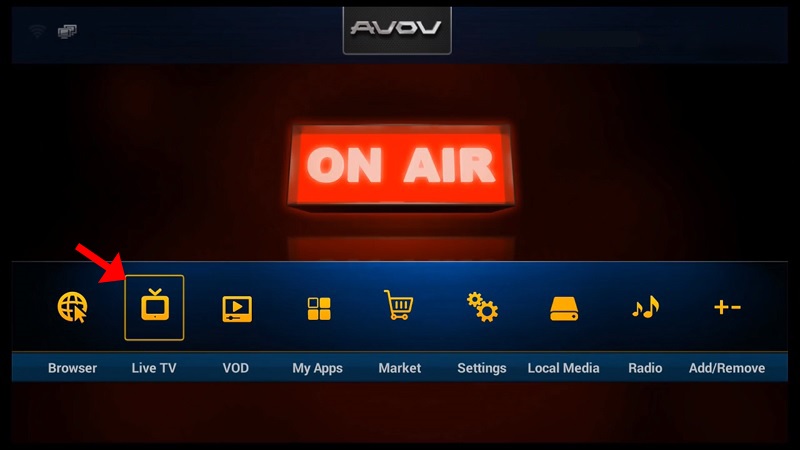 AVOV
ON AIR
Browser Live TV VOD My Apps Market Settings Local Media Radio Add/Remove